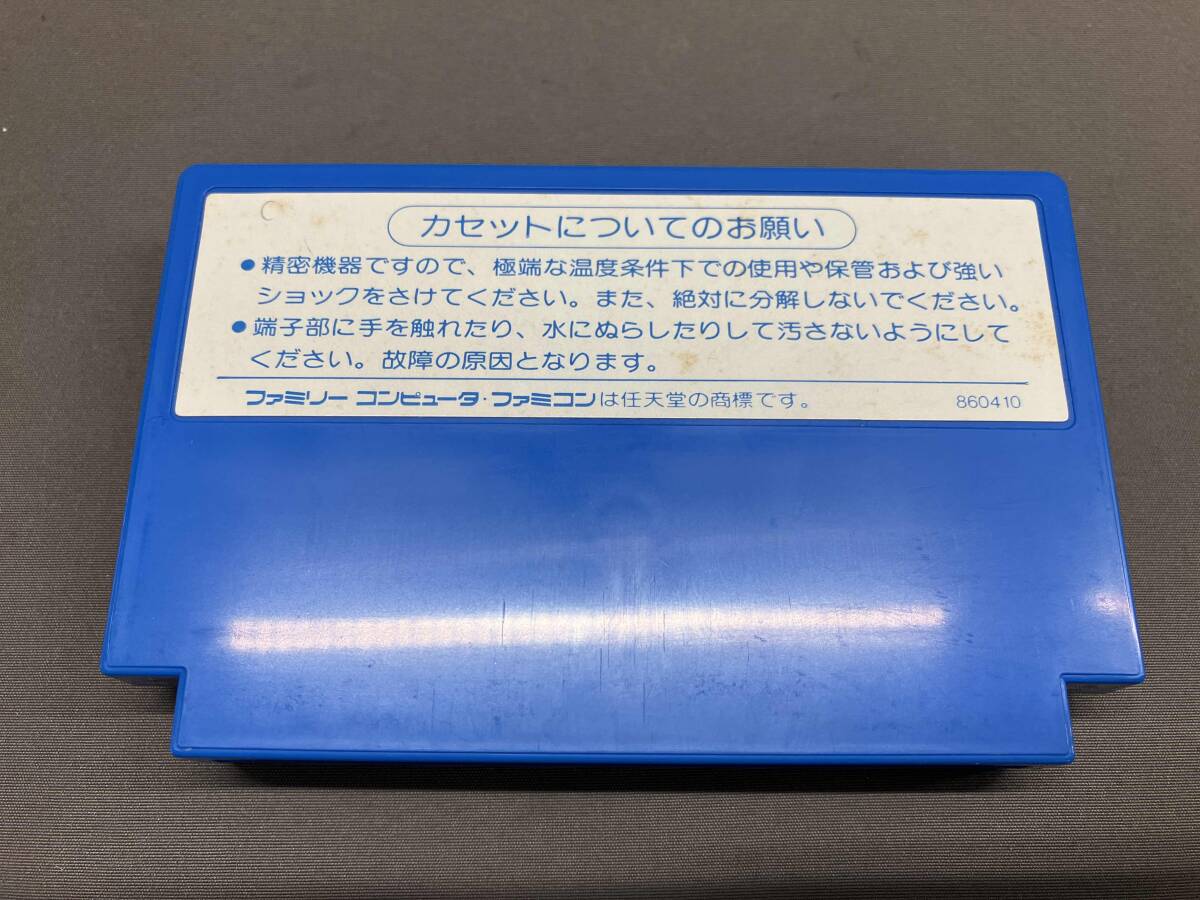 カセットについてのお願い
●精密機器ですので、極端な温度条件下での使用や保管および強い
ショックをさけてください。また、絶対に分解しないでください。
●端子部に手を触れたり、水にぬらしたりして汚さないようにして
ください。故障の原因となります。
ファミリー コンピュータ・ファミコンは任天堂の商標です。 860410